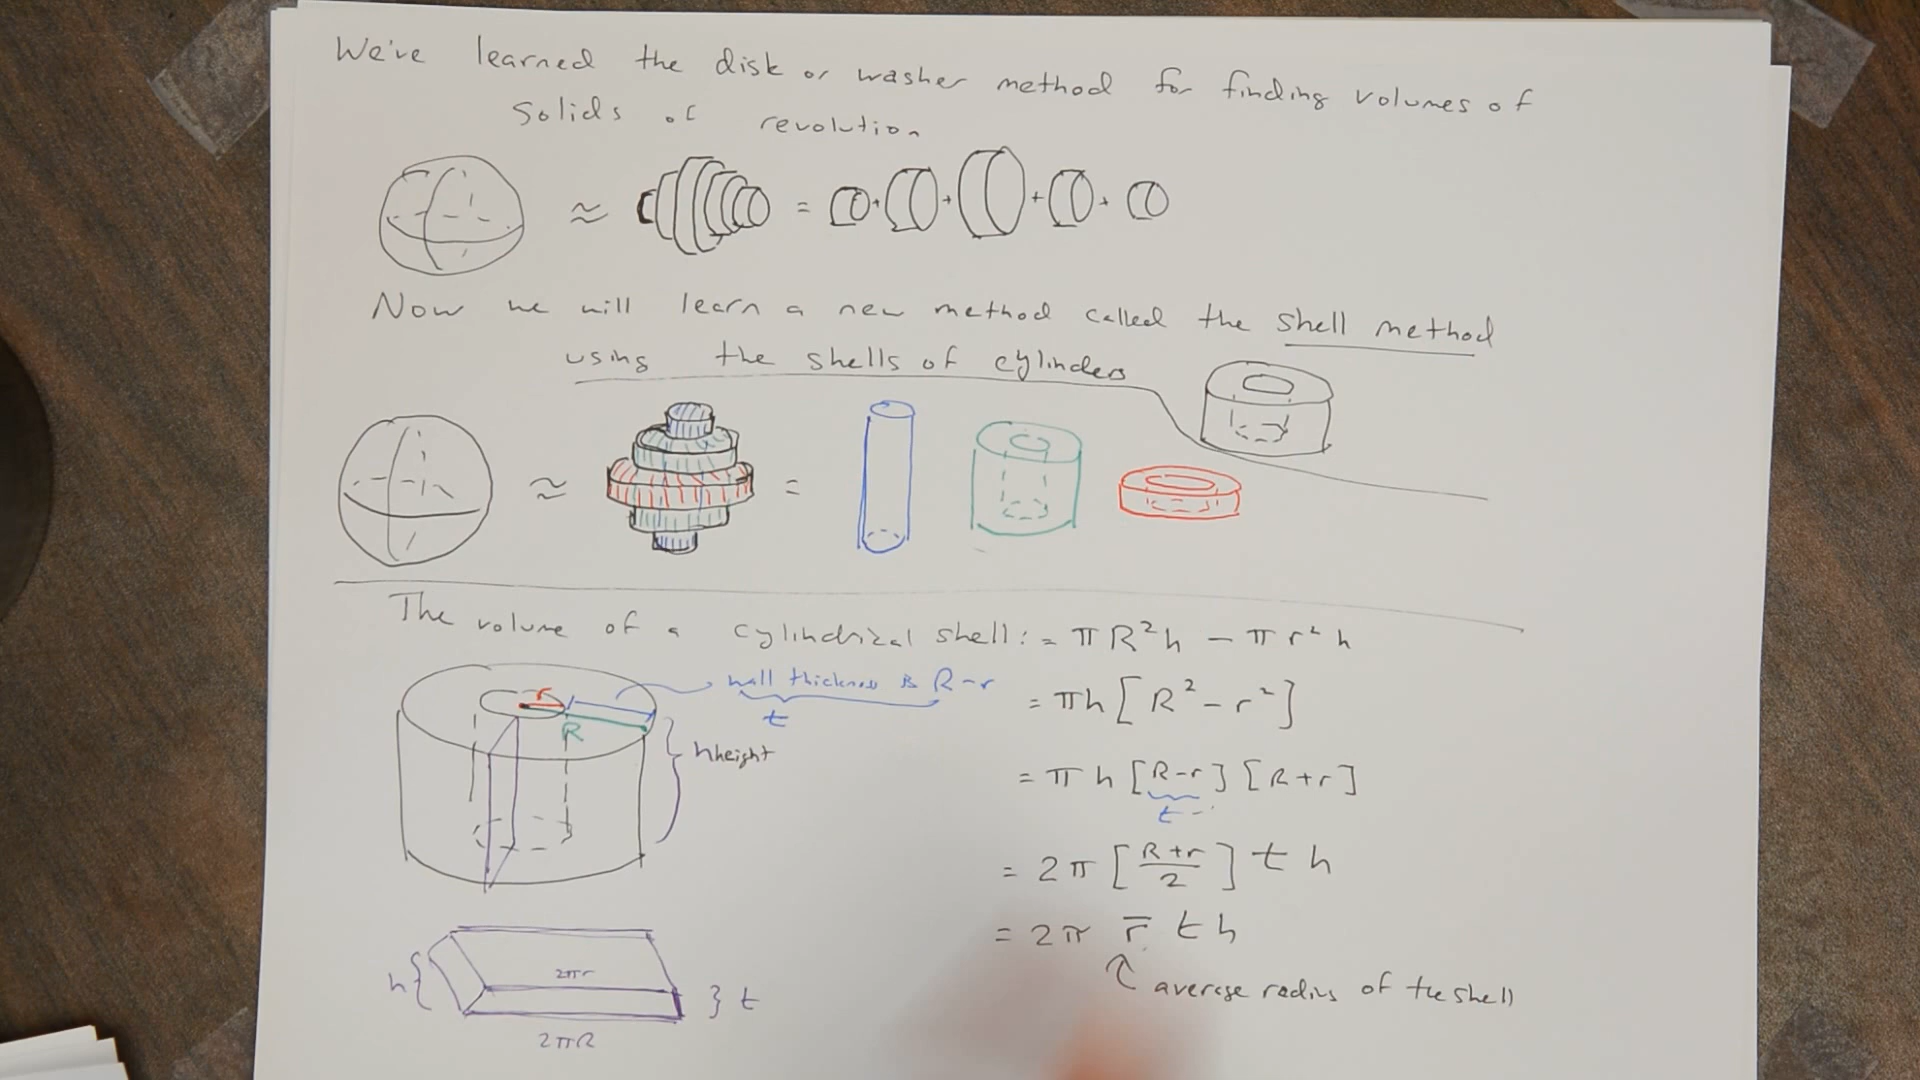 We've learned the disk or washer method for finding volumes of
solids of revolution
≈ = + + + +
Now we will learn a new method called the shell method
using the shells of cylinders
≈ =
The volume of a cylindrical shell: = πR²h − πr²h
wall thickness is R−r
t
r
R
h height
= πh [R² − r²]
= πh [R−r] [R+r]
t
= 2π [R+r / 2] t h
= 2π r̄ t h
average radius of the shell
h { 2πr } t
2πR